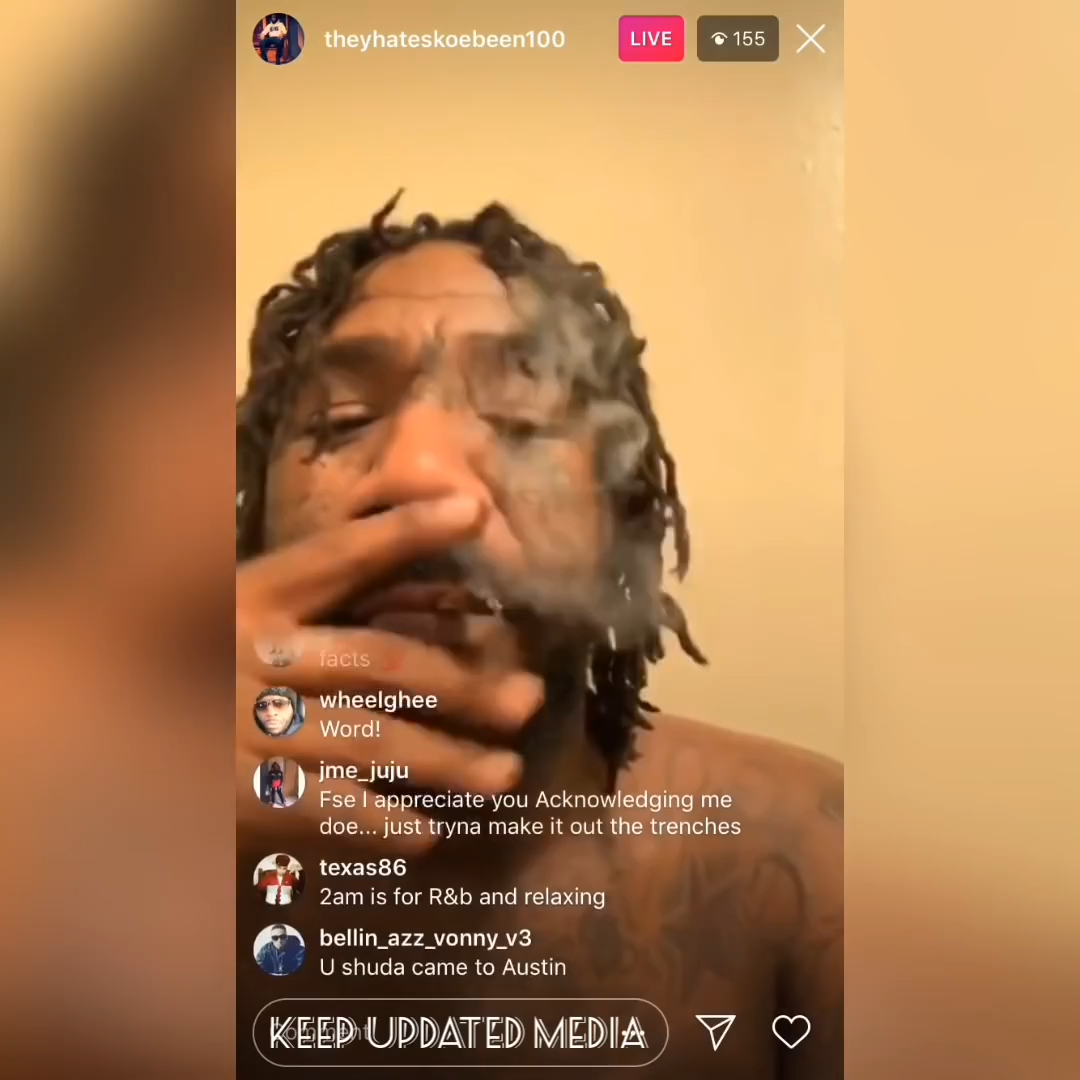 theyhateskoebeen100
LIVE
155
facts
wheelghee
Word!
jme_juju
Fse I appreciate you Acknowledging me
doe... just tryna make it out the trenches
texas86
2am is for R&b and relaxing
bellin_azz_vonny_v3
U shuda came to Austin
Comment
KEEP UPDATED MEDIA